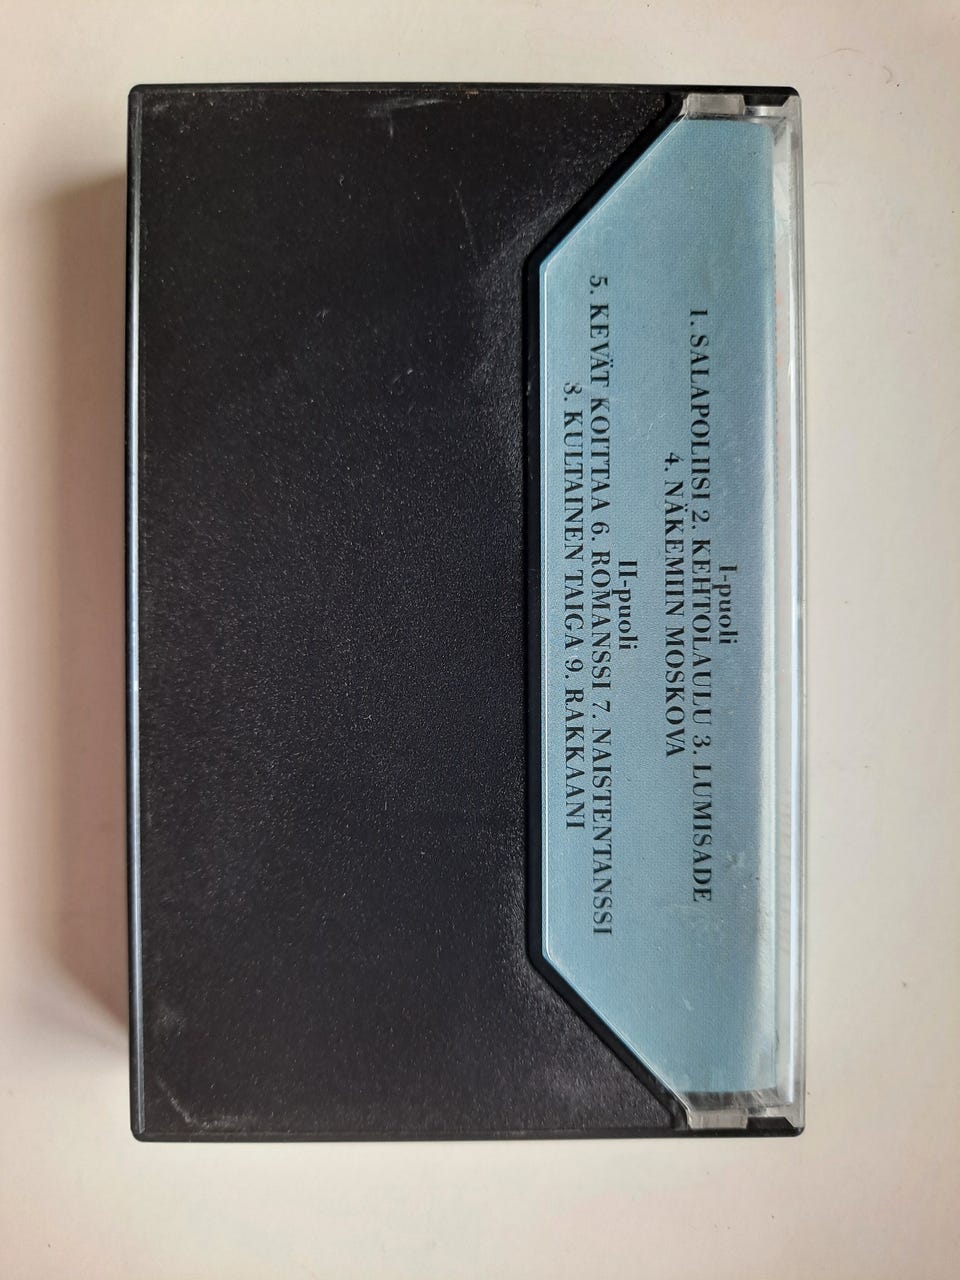 I-puoli
1. SALAPOLIISI 2. KEHTOLAULU 3. LUMISADE
4. NÄKEMIIN MOSKOVA
II-puoli
5. KEVÄT KOITTAA 6. ROMANSSI 7. NAISTENTANSSI
8. KULTAINEN TAIGA 9. RAKKAANI